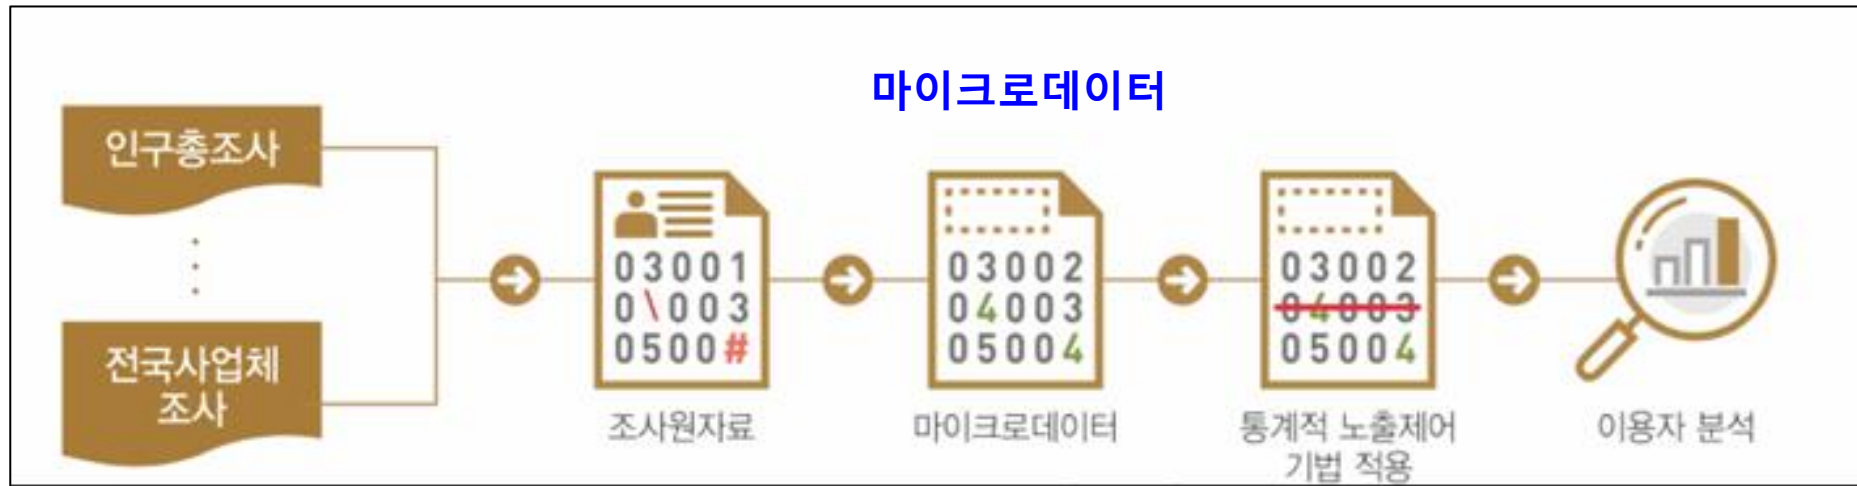 마이크로데이터
인구총조사
전국사업체
조사
03001
0\003
0500#
조사원자료
03002
04003
05004
마이크로데이터
03002
04003
05004
통계적 노출제어
기법 적용
이용자 분석